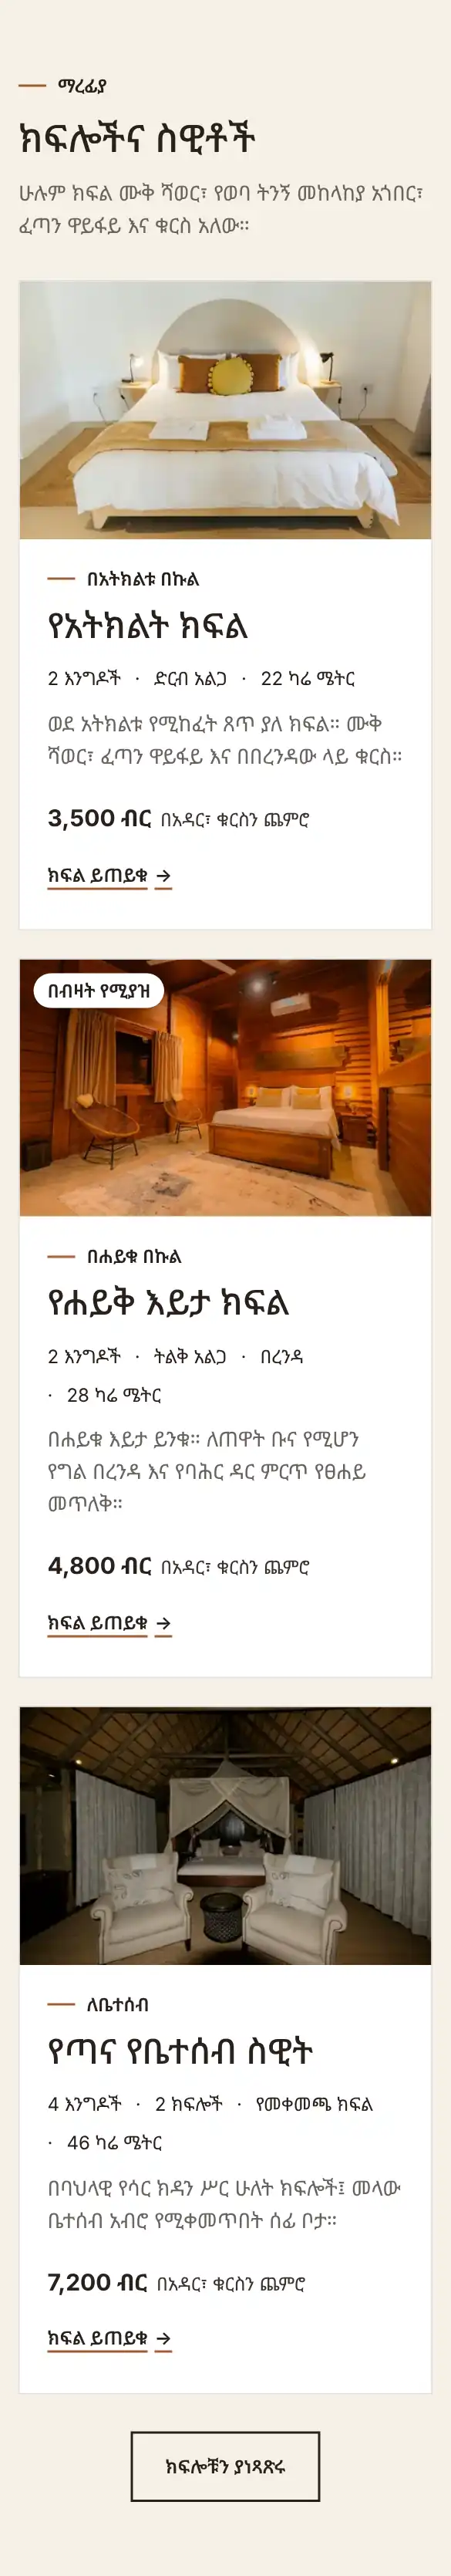 ማረፊያ
ክፍሎችና ስዊቶች
ሁሉም ክፍል ሙቅ ሻወር፣ የወባ ትንኝ መከላከያ አጎበር፣
ፈጣን ዋይፋይ እና ቁርስ አለው።
በአትክልቱ በኩል
የአትክልት ክፍል
2 እንግዶች · ድርብ አልጋ · 22 ካሬ ሜትር
ወደ አትክልቱ የሚከፈት ጸጥ ያለ ክፍል። ሙቅ
ሻወር፣ ፈጣን ዋይፋይ እና በበረንዳው ላይ ቁርስ።
3,500 ብር በአዳር፣ ቁርስን ጨምሮ
ክፍል ይጠይቁ →
በብዛት የሚያዝ
በሐይቁ በኩል
የሐይቅ እይታ ክፍል
2 እንግዶች · ትልቅ አልጋ · በረንዳ
· 28 ካሬ ሜትር
በሐይቁ እይታ ይንቁ። ለጠዋት ቡና የሚሆን
የግል በረንዳ እና የባሕር ዳር ምርጥ የፀሐይ
መጥለቅ።
4,800 ብር በአዳር፣ ቁርስን ጨምሮ
ክፍል ይጠይቁ →
ለቤተሰብ
የጣና የቤተሰብ ስዊት
4 እንግዶች · 2 ክፍሎች · የመቀመጫ ክፍል
· 46 ካሬ ሜትር
በባህላዊ የሳር ክዳን ሥር ሁለት ክፍሎች፤ መላው
ቤተሰብ አብሮ የሚቀመጥበት ሰፊ ቦታ።
7,200 ብር በአዳር፣ ቁርስን ጨምሮ
ክፍል ይጠይቁ →
ክፍሎቹን ያነጻጽሩ